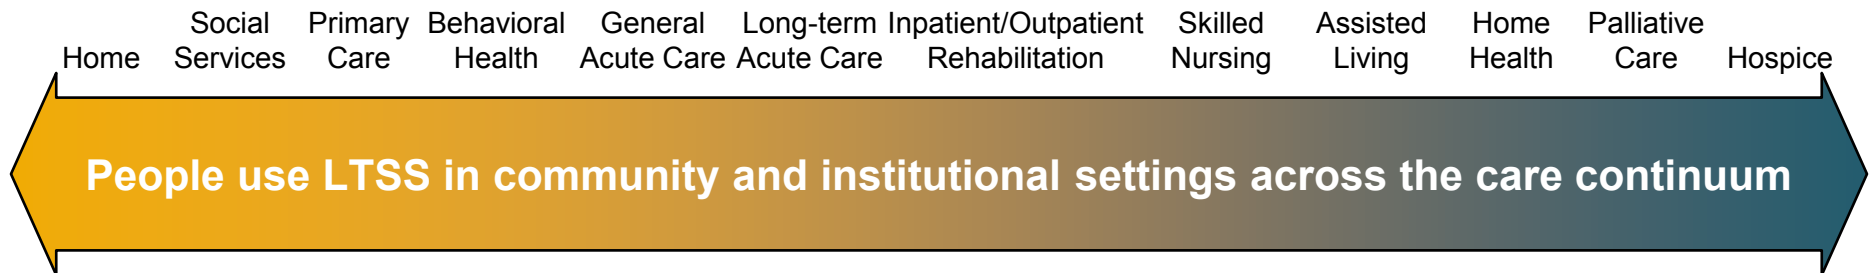 Home
Social
Services
Primary
Care
Behavioral
Health
General
Acute Care
Long-term
Acute Care
Inpatient/Outpatient
Rehabilitation
Skilled
Nursing
Assisted
Living
Home
Health
Palliative
Care
Hospice
People use LTSS in community and institutional settings across the care continuum